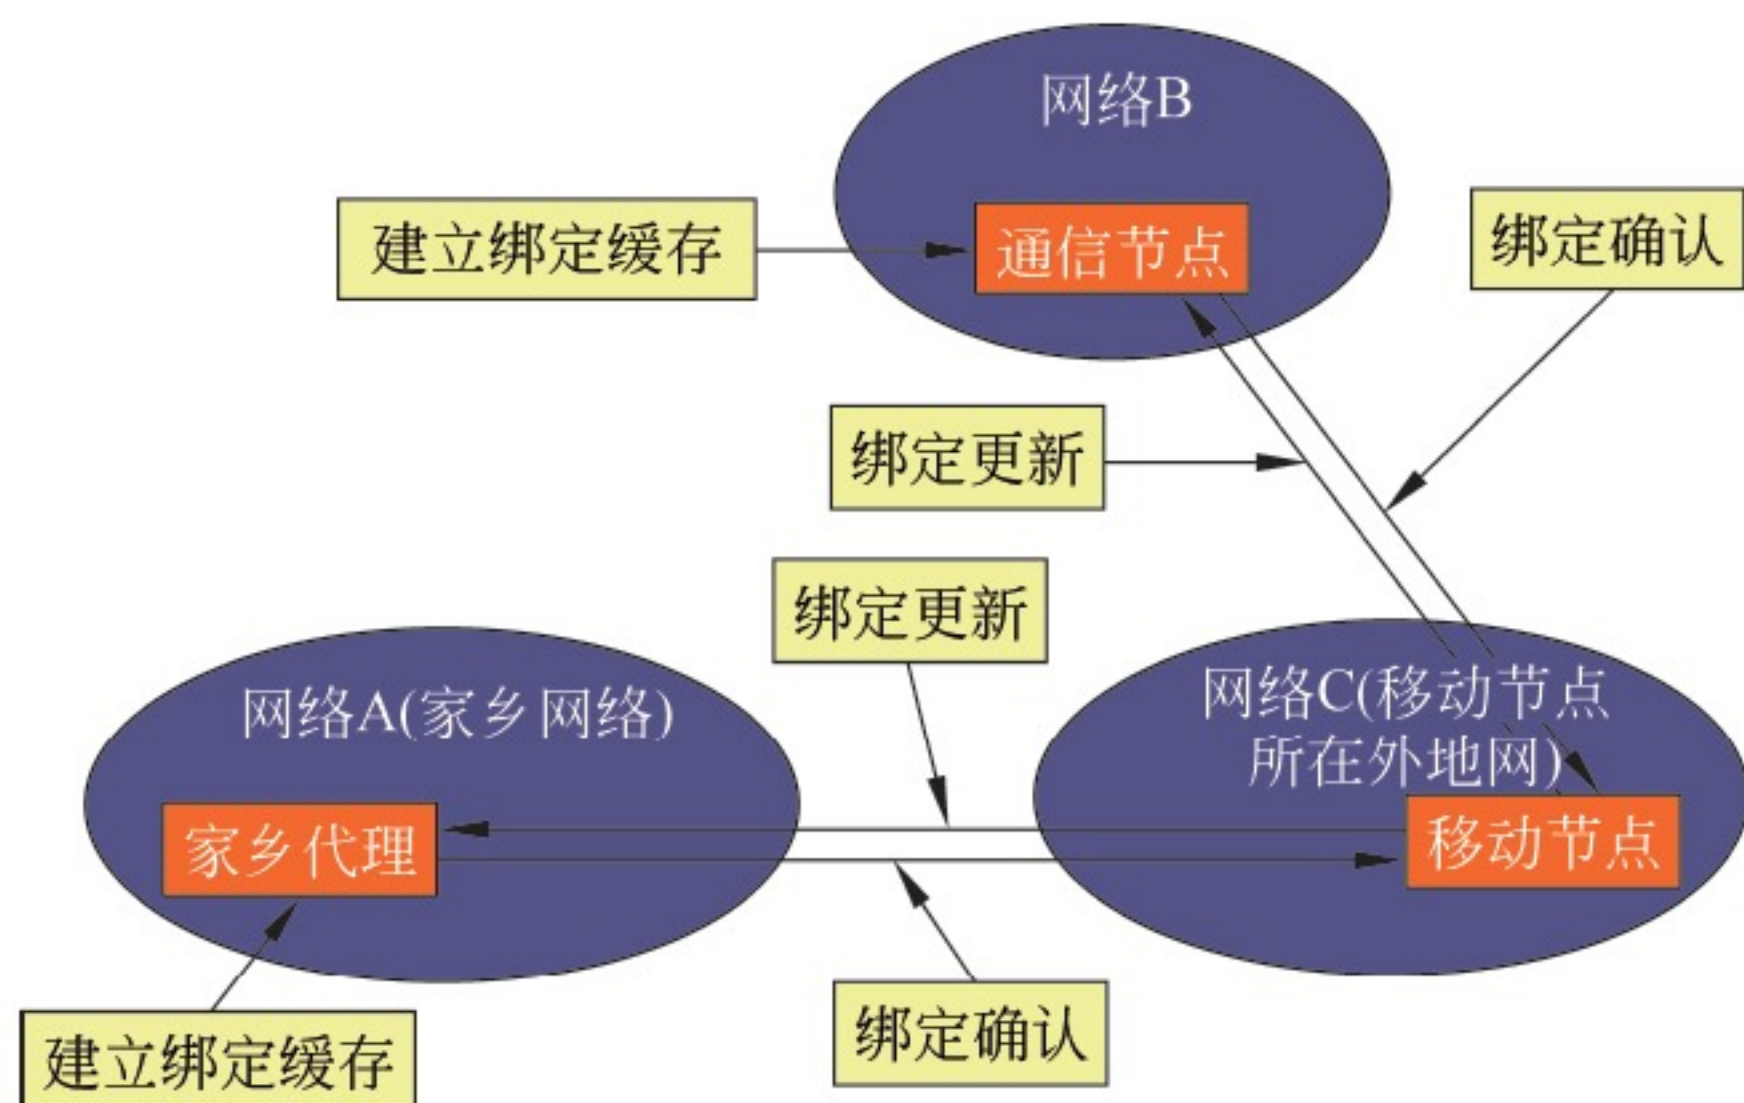 网络B
建立绑定缓存
通信节点
绑定确认
绑定更新
绑定更新
网络A(家乡网络)
网络C(移动节点
所在外地网)
家乡代理
移动节点
建立绑定缓存
绑定确认